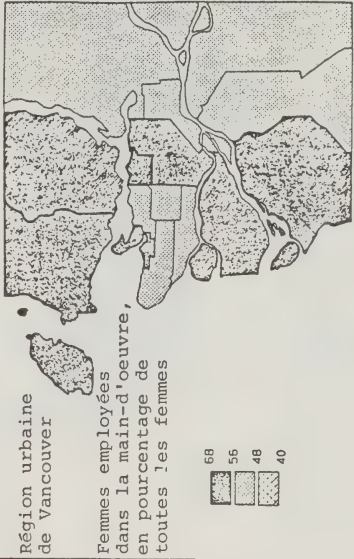 Région urbaine
de Vancouver
Femmes employées
dans la main-d'oeuvre,
en pourcentage de
toutes les femmes
68
56
48
40